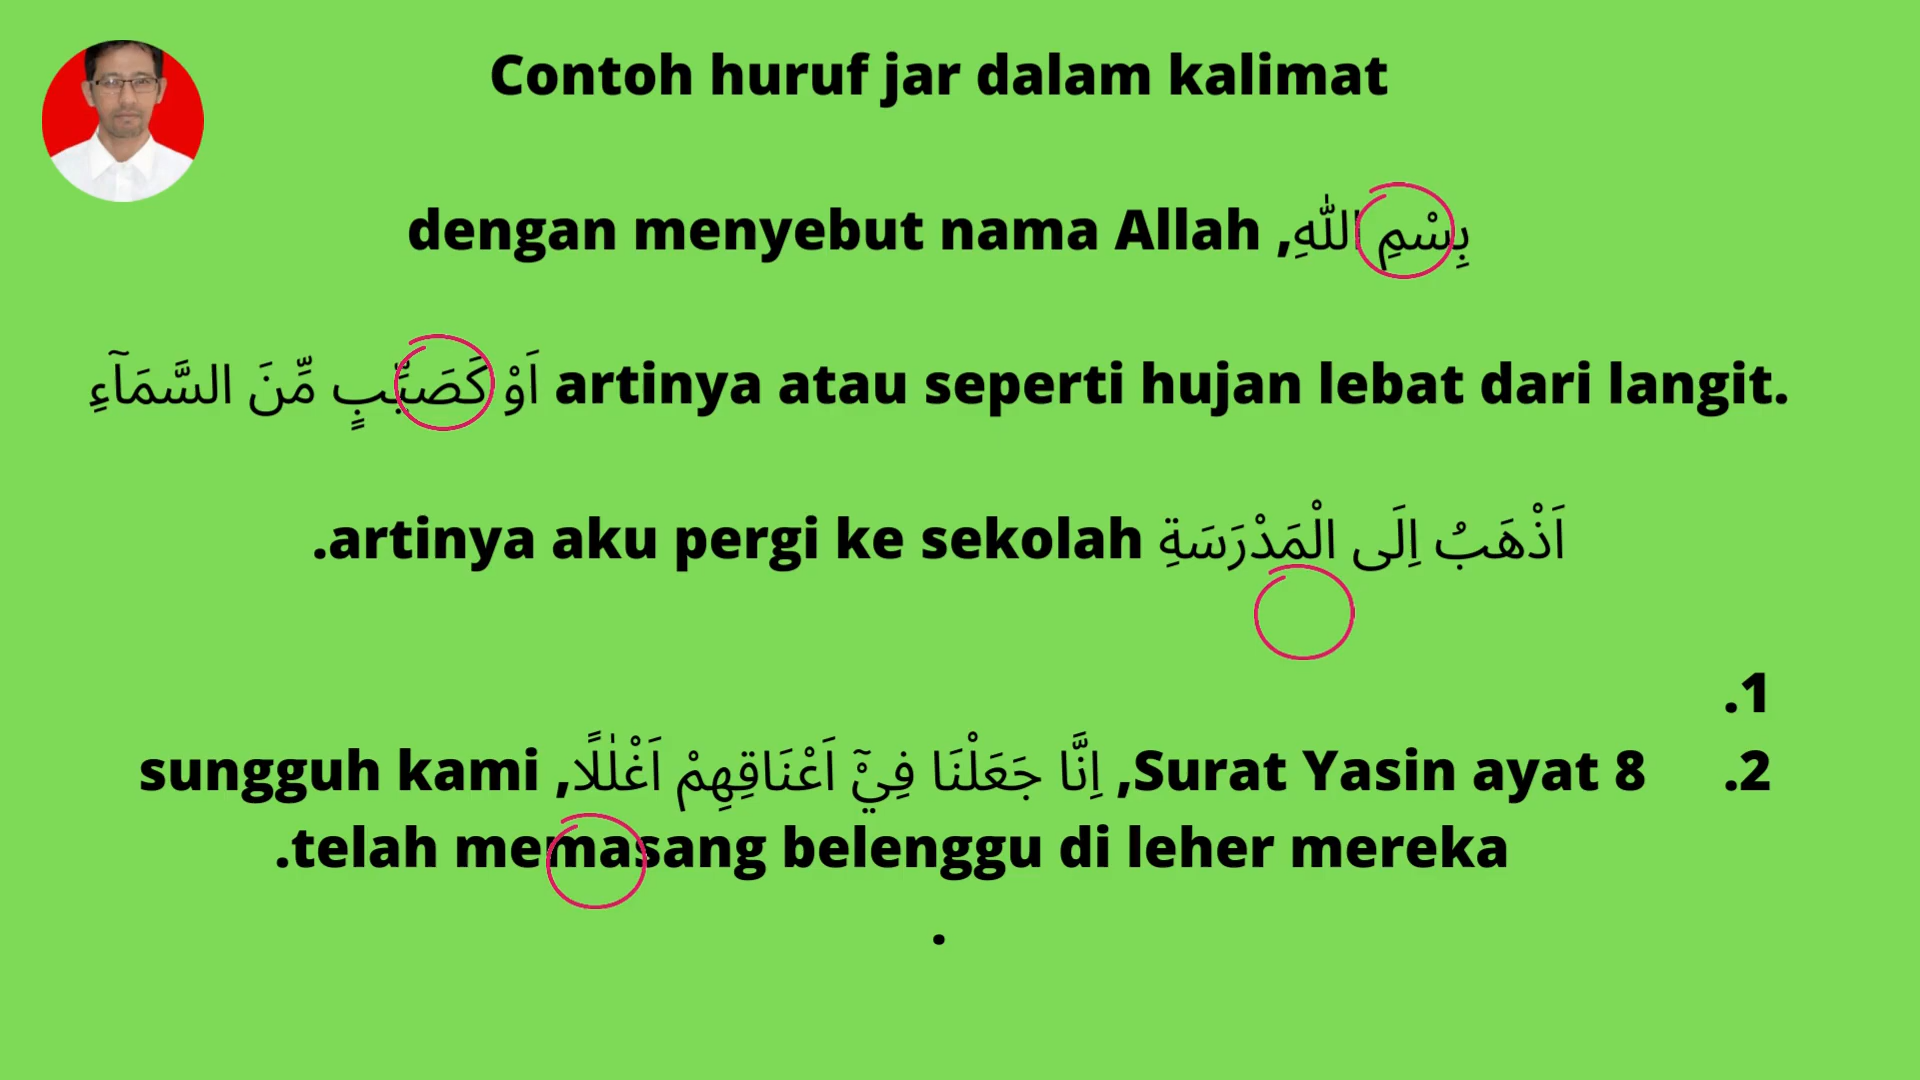 Contoh huruf jar dalam kalimat
بِسْمِ اللّٰهِ, dengan menyebut nama Allah
اَوْ كَصَيِّبٍ مِّنَ السَّمَاۤءِ artinya atau seperti hujan lebat dari langit.
اَذْهَبُ اِلَى الْمَدْرَسَةِ artinya aku pergi ke sekolah.
1.
2. Surat Yasin ayat 8, اِنَّا جَعَلْنَا فِيْٓ اَعْنَاقِهِمْ اَغْلٰلًا, sungguh kami
telah memasang belenggu di leher mereka.
.